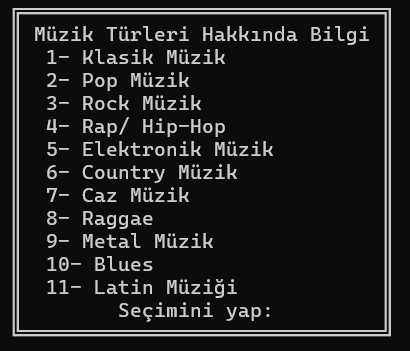 Müzik Türleri Hakkında Bilgi
1- Klasik Müzik
2- Pop Müzik
3- Rock Müzik
4- Rap/ Hip-Hop
5- Elektronik Müzik
6- Country Müzik
7- Caz Müzik
8- Raggae
9- Metal Müzik
10- Blues
11- Latin Müziği
Seçimini yap: